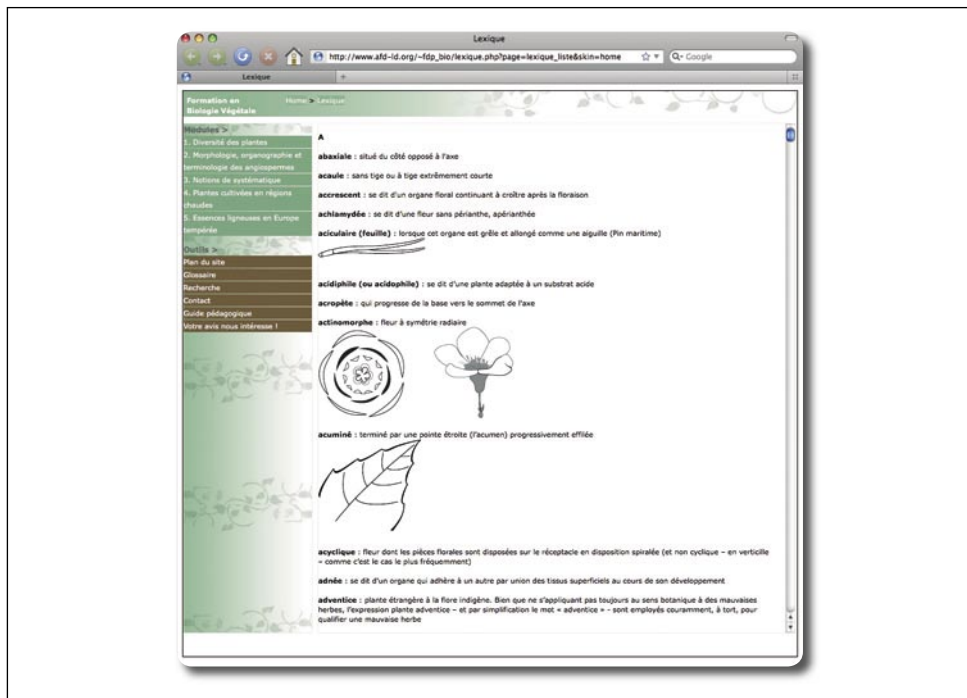 Lexique
http://www.afd-ld.org/~fdp_bio/lexique.php?page=lexique_liste&skin=home
Google
Lexique
Formation en
Biologie Végétale
Home > Lexique
Modules >
1. Diversité des plantes
2. Morphologie, organographie et
terminologie des angiospermes
3. Notions de systématique
4. Plantes cultivées en régions
chaudes
5. Essences ligneuses en Europe
tempérée
Outils >
Plan du site
Glossaire
Recherche
Contact
Guide pédagogique
Votre avis nous intéresse !
A
abaxiale : situé du côté opposé à l'axe
acaule : sans tige ou à tige extrêmement courte
accrescent : se dit d'un organe floral continuant à croître après la floraison
achlamydée : se dit d'une fleur sans périanthe, apérianthée
aciculaire (feuille) : lorsque cet organe est grêle et allongé comme une aiguille (Pin maritime)
acidiphile (ou acidophile) : se dit d'une plante adaptée à un substrat acide
acropète : qui progresse de la base vers le sommet de l'axe
actinomorphe : fleur à symétrie radiaire
acuminé : terminé par une pointe étroite (l'acumen) progressivement effilée
acyclique : fleur dont les pièces florales sont disposées sur le réceptacle en disposition spiralée (et non cyclique – en verticille
– comme c'est le cas le plus fréquemment)
adnée : se dit d'un organe qui adhère à un autre par union des tissus superficiels au cours de son développement
adventice : plante étrangère à la flore indigène. Bien que ne s'appliquant pas toujours au sens botanique à des mauvaises
herbes, l'expression plante adventice – et par simplification le mot « adventice » - sont employés couramment, à tort, pour
qualifier une mauvaise herbe